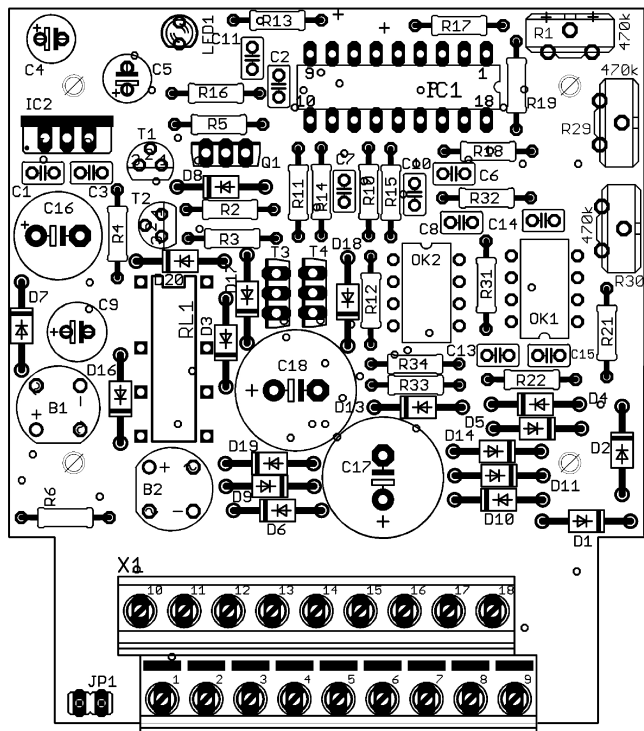 R13
R17
R1
470k
LED1
C11
C4
C5
C2
9
1
470k
R16
10
18
R19
IC2
R5
R29
T1
Q1
R18
C1
C3
D8
C7
C10
C6
R11
R14
R10
R15
R32
C16
R4
T2
R2
C8
C14
470k
R3
T3
T4
D18
OK2
R30
D20
D17
R12
R31
D7
C9
RL1
D3
OK1
R21
C13
C15
D16
C18
R34
R33
R22
B1
D13
D4
D5
D19
C17
D14
D2
B2
D9
D11
R6
D6
D10
D1
X1
10 11 12 13 14 15 16 17 18
JP1
1 2 3 4 5 6 7 8 9